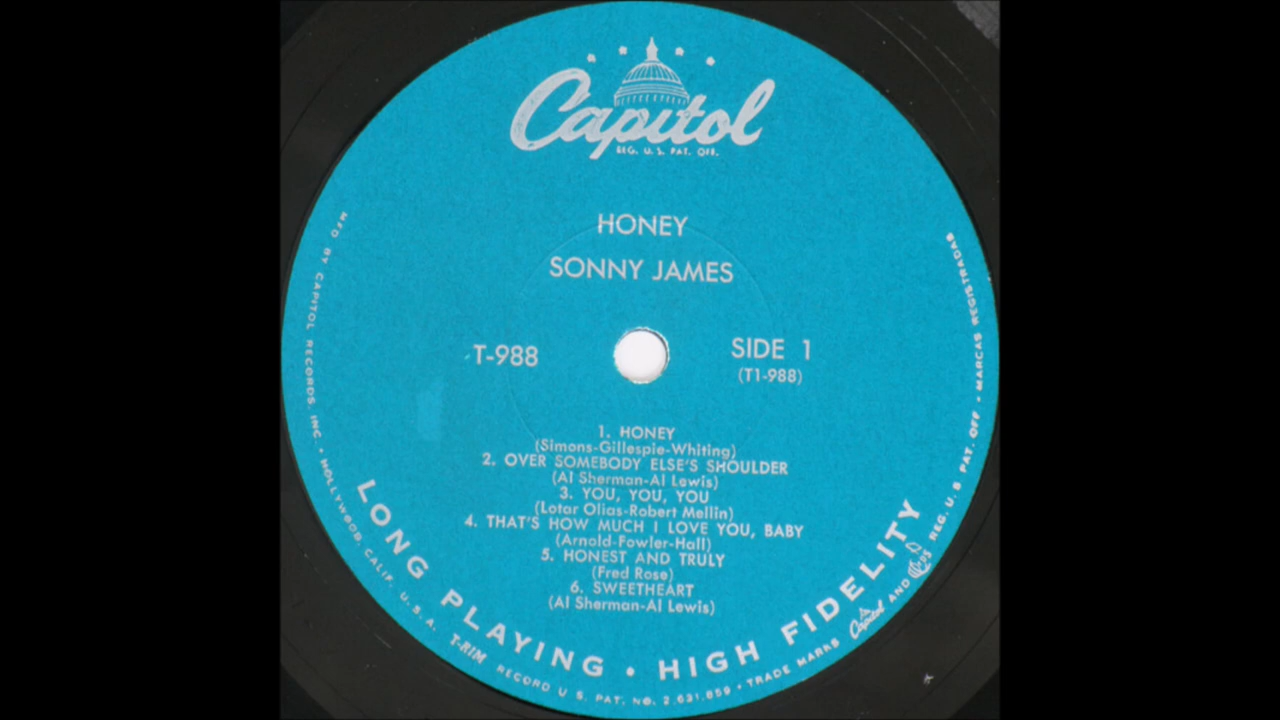 Capitol
REG. U. S. PAT. OFF.
HONEY
SONNY JAMES
T-988
SIDE 1
(T1-988)
1. HONEY
(Simons-Gillespie-Whiting)
2. OVER SOMEBODY ELSE'S SHOULDER
(Al Sherman-Al Lewis)
3. YOU, YOU, YOU
(Lotar Olias-Robert Mellin)
4. THAT'S HOW MUCH I LOVE YOU, BABY
(Arnold-Fowler-Hall)
5. HONEST AND TRULY
(Fred Rose)
6. SWEETHEART
(Al Sherman-Al Lewis)
LONG PLAYING • HIGH FIDELITY
MFD BY CAPITOL RECORDS, INC. • HOLLYWOOD, CALIF. U. S. A. T-RIM RECORD U S. PAT. NO. 2,631,859 • TRADE MARKS Capitol AND REG. U. S PAT. OFF • MARCAS REGISTRADAS